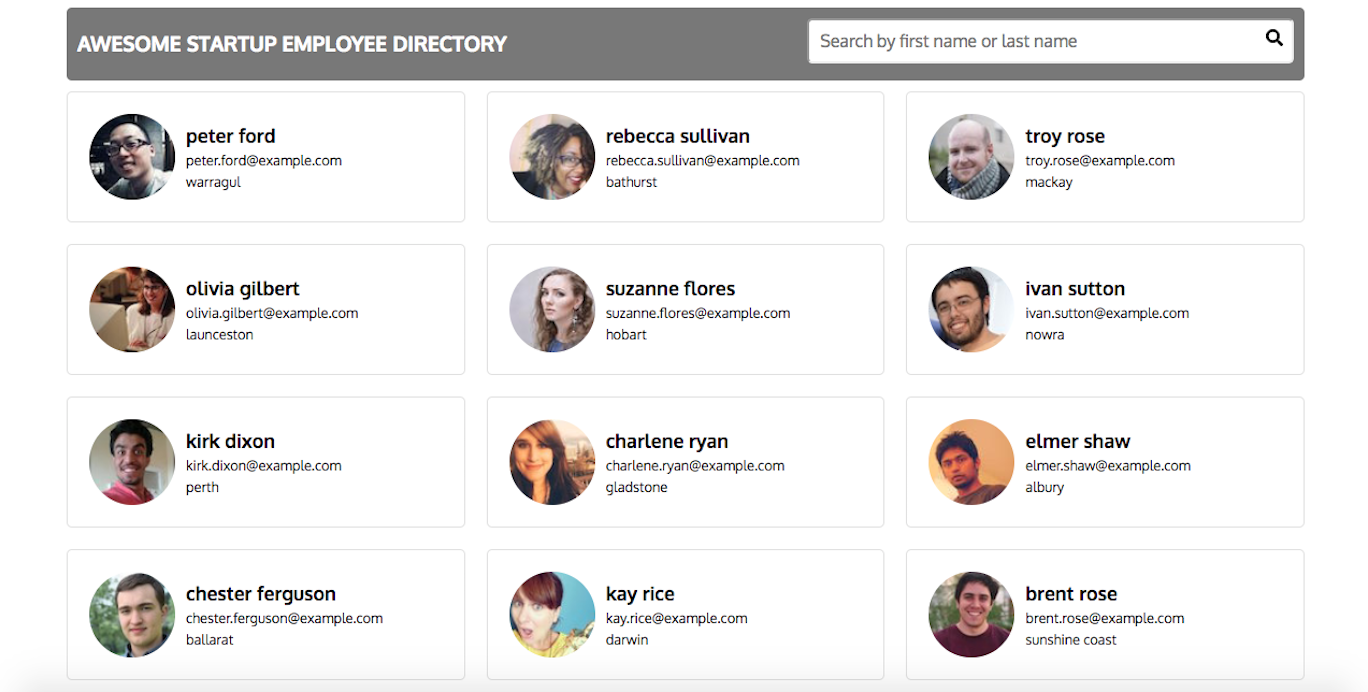 AWESOME STARTUP EMPLOYEE DIRECTORY
Search by first name or last name
peter ford
peter.ford@example.com
warragul
rebecca sullivan
rebecca.sullivan@example.com
bathurst
troy rose
troy.rose@example.com
mackay
olivia gilbert
olivia.gilbert@example.com
launceston
suzanne flores
suzanne.flores@example.com
hobart
ivan sutton
ivan.sutton@example.com
nowra
kirk dixon
kirk.dixon@example.com
perth
charlene ryan
charlene.ryan@example.com
gladstone
elmer shaw
elmer.shaw@example.com
albury
chester ferguson
chester.ferguson@example.com
ballarat
kay rice
kay.rice@example.com
darwin
brent rose
brent.rose@example.com
sunshine coast